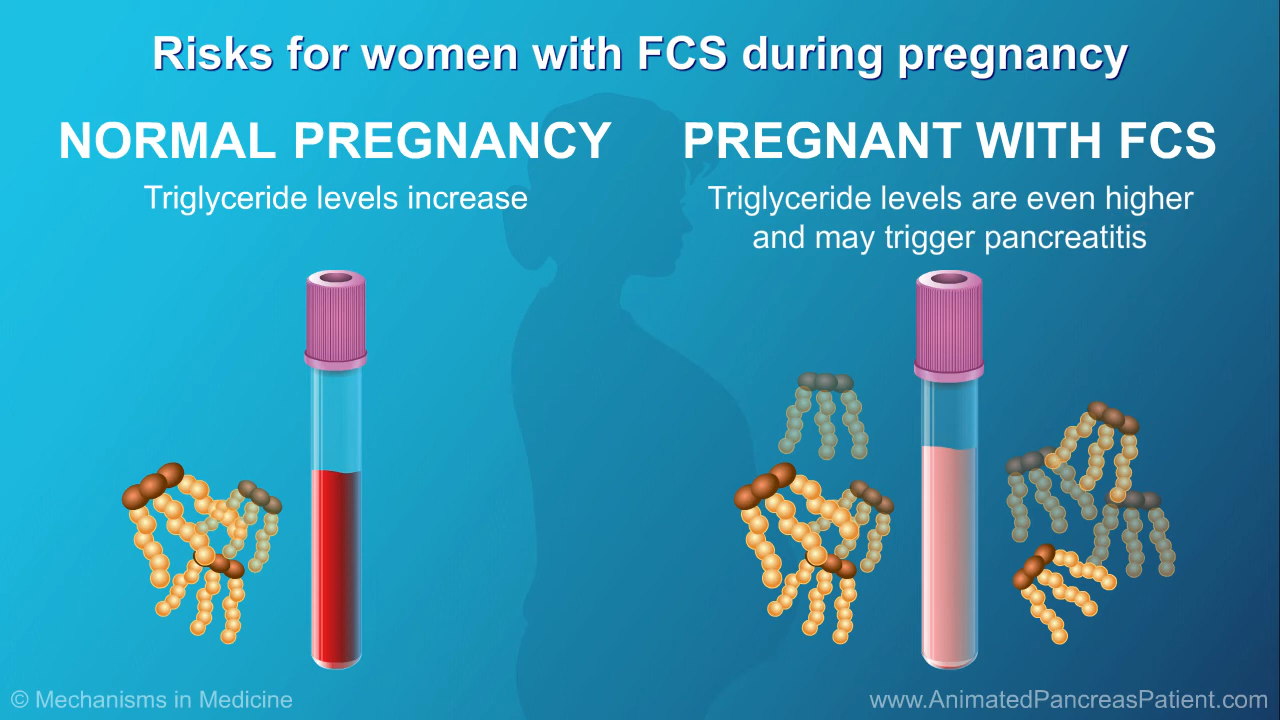 Risks for women with FCS during pregnancy
NORMAL PREGNANCY
Triglyceride levels increase
PREGNANT WITH FCS
Triglyceride levels are even higher
and may trigger pancreatitis
© Mechanisms in Medicine
www.AnimatedPancreasPatient.com